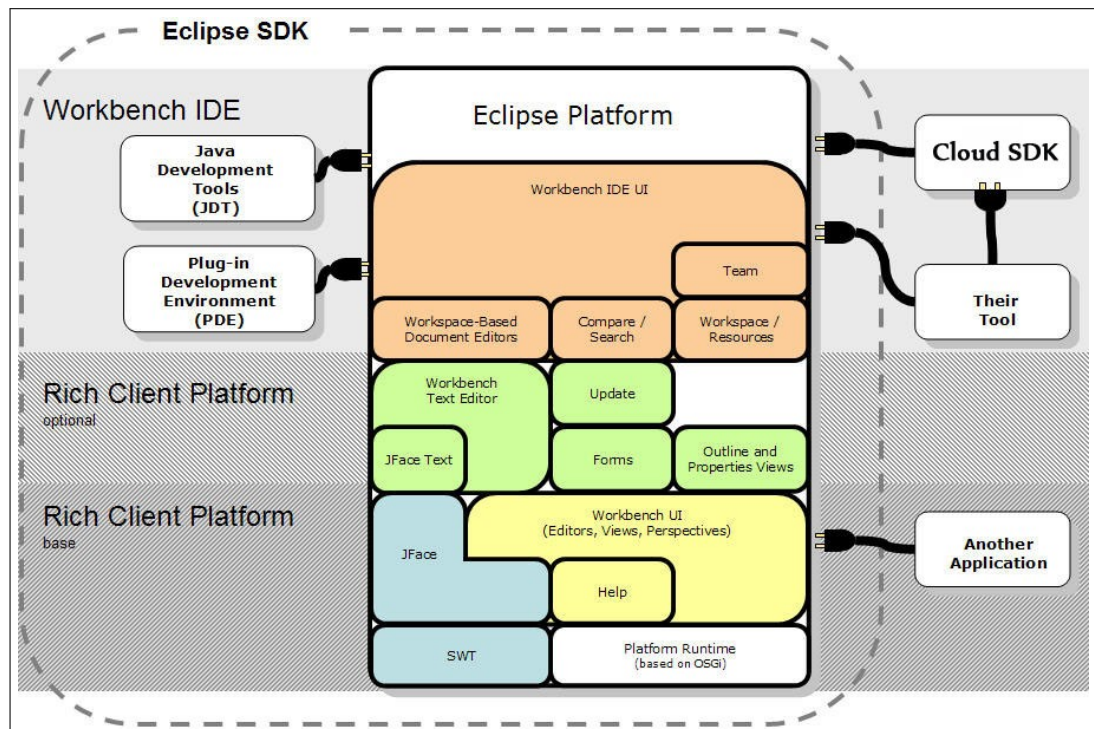 Eclipse SDK
Workbench IDE
Eclipse Platform
Java
Development
Tools
(JDT)
Cloud SDK
Workbench IDE UI
Plug-in
Development
Environment
(PDE)
Team
Their
Tool
Workspace-Based
Document Editors
Compare /
Search
Workspace /
Resources
Rich Client Platform
optional
Workbench
Text Editor
Update
JFace Text
Forms
Outline and
Properties Views
Rich Client Platform
base
Workbench UI
(Editors, Views, Perspectives)
JFace
Another
Application
Help
SWT
Platform Runtime
(based on OSGi)